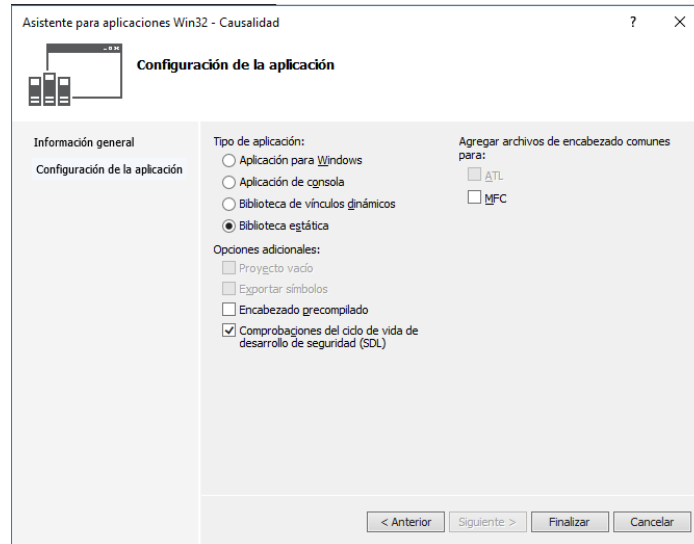 Asistente para aplicaciones Win32 - Causalidad
Configuración de la aplicación
Información general
Configuración de la aplicación
Tipo de aplicación:
Aplicación para Windows
Aplicación de consola
Biblioteca de vínculos dinámicos
Biblioteca estática
Opciones adicionales:
Proyecto vacío
Exportar símbolos
Encabezado precompilado
Comprobaciones del ciclo de vida de
desarrollo de seguridad (SDL)
Agregar archivos de encabezado comunes
para:
ATL
MFC
< Anterior
Siguiente >
Finalizar
Cancelar